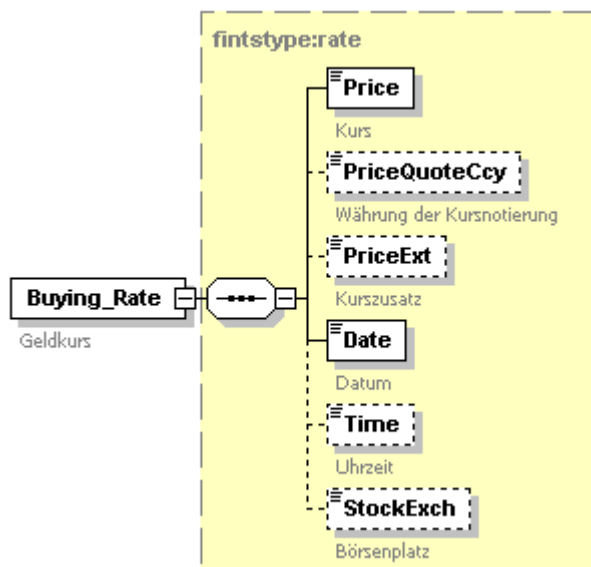 fintstype:rate
Price
Kurs
PriceQuoteCcy
Währung der Kursnotierung
PriceExt
Kurszusatz
Buying_Rate
Geldkurs
Date
Datum
Time
Uhrzeit
StockExch
Börsenplatz